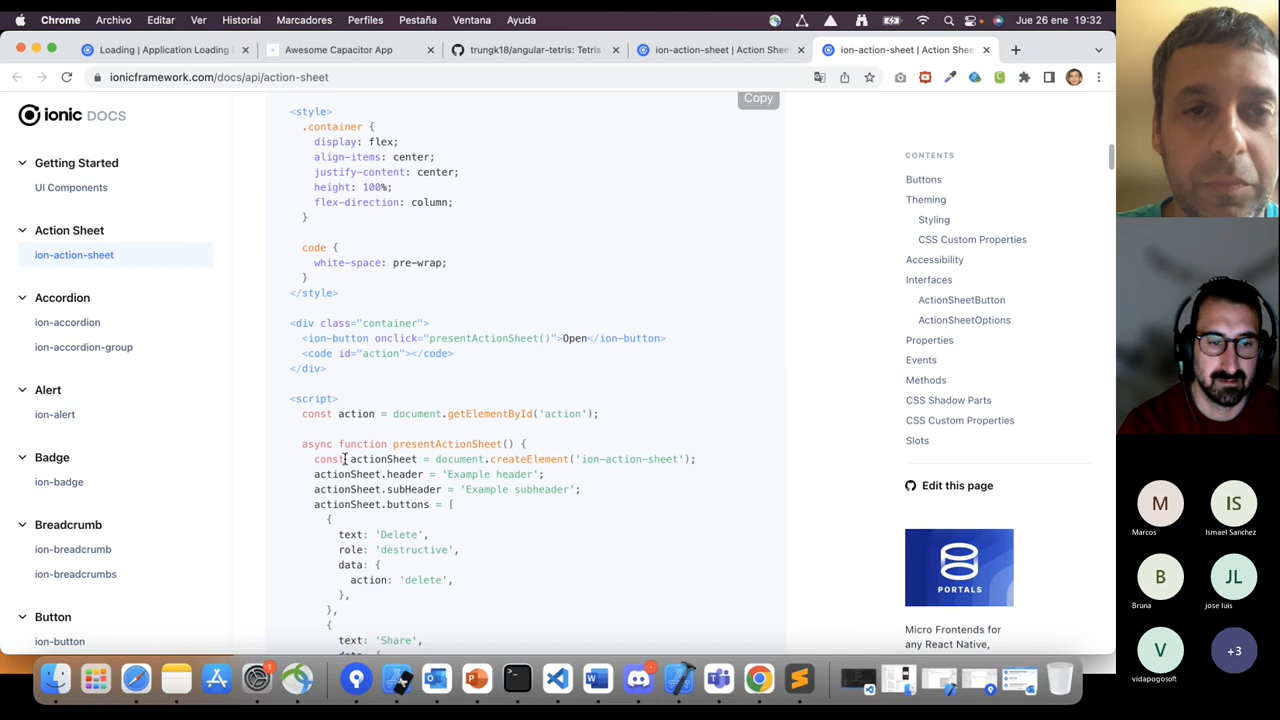 Chrome Archivo Editar Ver Historial Marcadores Perfiles Pestaña Ventana Ayuda
Jue 26 ene 19:32
Loading | Application Loading
Awesome Capacitor App
trungk18/angular-tetris: Tetris
ion-action-sheet | Action Shee
ion-action-sheet | Action Shee
ionicframework.com/docs/api/action-sheet
ionic DOCS
Getting Started
UI Components
Action Sheet
ion-action-sheet
Accordion
ion-accordion
ion-accordion-group
Alert
ion-alert
Badge
ion-badge
Breadcrumb
ion-breadcrumb
ion-breadcrumbs
Button
ion-button
Copy
<style>
.container {
display: flex;
align-items: center;
justify-content: center;
height: 100%;
flex-direction: column;
}
code {
white-space: pre-wrap;
}
</style>
<div class="container">
<ion-button onclick="presentActionSheet()">Open</ion-button>
<code id="action"></code>
</div>
<script>
const action = document.getElementById('action');
async function presentActionSheet() {
const actionSheet = document.createElement('ion-action-sheet');
actionSheet.header = 'Example header';
actionSheet.subHeader = 'Example subheader';
actionSheet.buttons = [
{
text: 'Delete',
role: 'destructive',
data: {
action: 'delete',
},
},
{
text: 'Share',
data: {
CONTENTS
Buttons
Theming
Styling
CSS Custom Properties
Accessibility
Interfaces
ActionSheetButton
ActionSheetOptions
Properties
Events
Methods
CSS Shadow Parts
CSS Custom Properties
Slots
Edit this page
PORTALS
Micro Frontends for
any React Native,
M
Marcos
IS
Ismael Sanchez
B
Bruna
JL
jose luis
V
vidapogosoft
+3
1